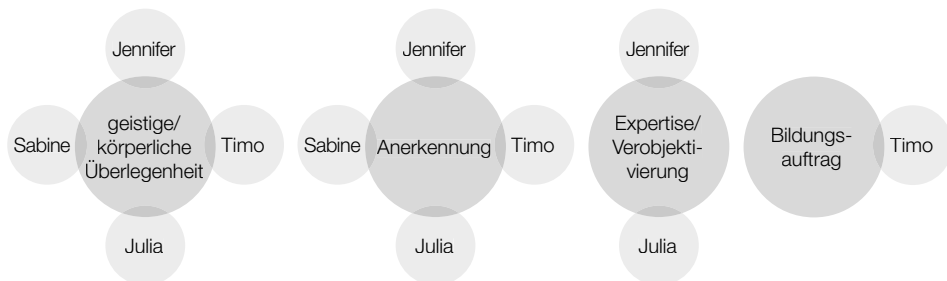 Jennifer
Sabine
geistige/
körperliche
Überlegenheit
Timo
Julia
Jennifer
Sabine
Anerkennung
Timo
Julia
Jennifer
Expertise/
Verobjekti-
vierung
Julia
Bildungs-
auftrag
Timo